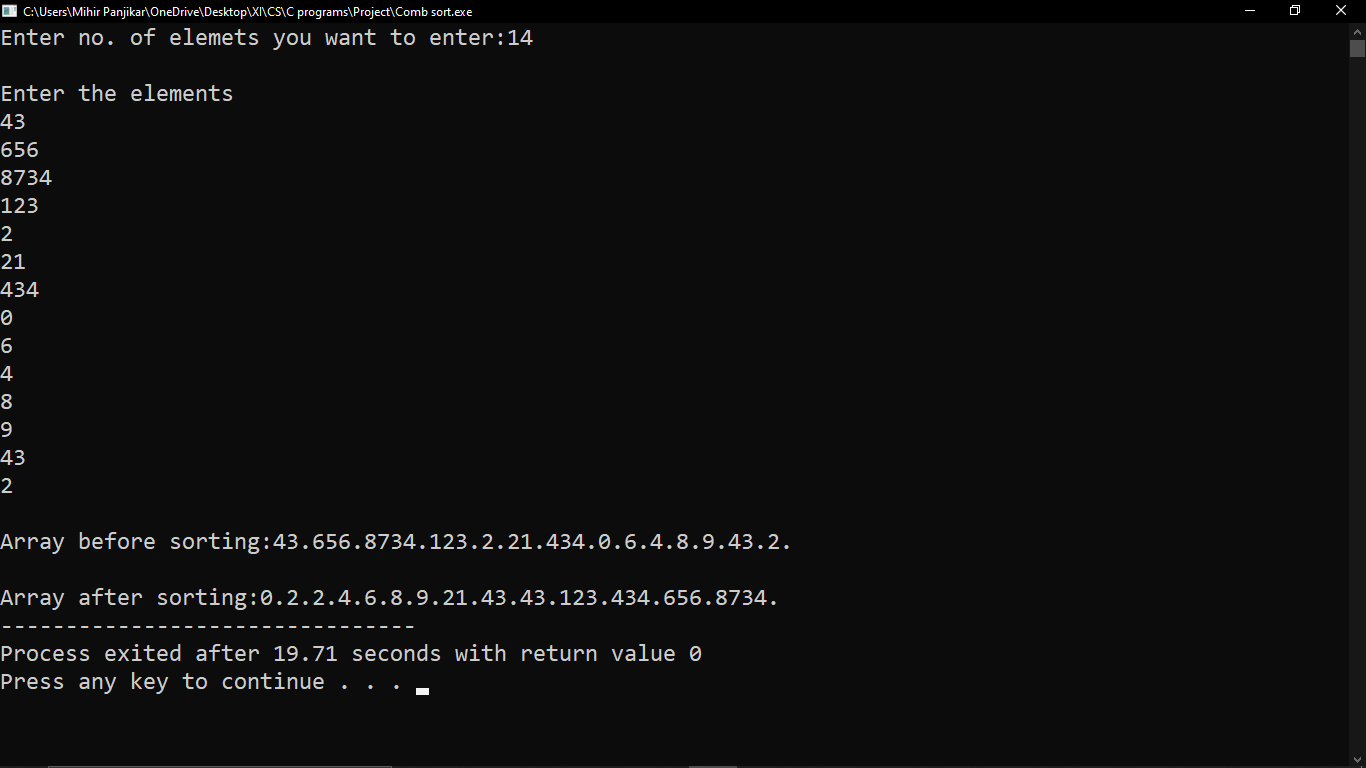 C:\Users\Mihir Panjikar\OneDrive\Desktop\XI\CS\C programs\Project\Comb sort.exe
Enter no. of elemets you want to enter:14
Enter the elements
43
656
8734
123
2
21
434
0
6
4
8
9
43
2
Array before sorting:43.656.8734.123.2.21.434.0.6.4.8.9.43.2.
Array after sorting:0.2.2.4.6.8.9.21.43.43.123.434.656.8734.
--------------------------------
Process exited after 19.71 seconds with return value 0
Press any key to continue . . .